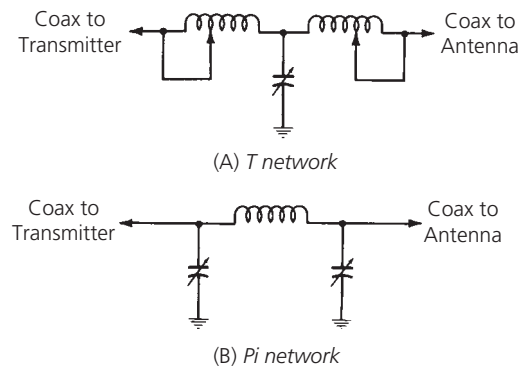 Coax to
Transmitter
Coax to
Antenna
(A) T network
Coax to
Transmitter
Coax to
Antenna
(B) Pi network